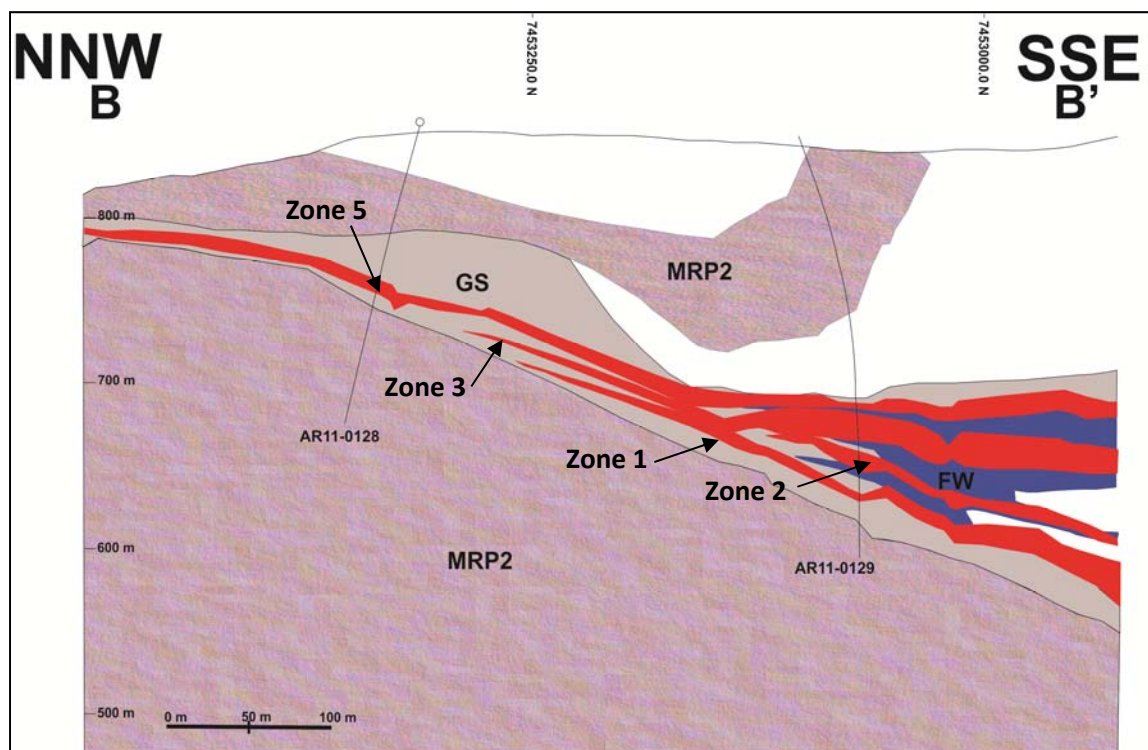 NNW
B
7453250.0 N
7453000.0 N
SSE
B'
800 m
Zone 5
GS
MRP2
Zone 3
700 m
AR11-0128
Zone 1
Zone 2
FW
600 m
MRP2
AR11-0129
500 m
0 m 50 m 100 m